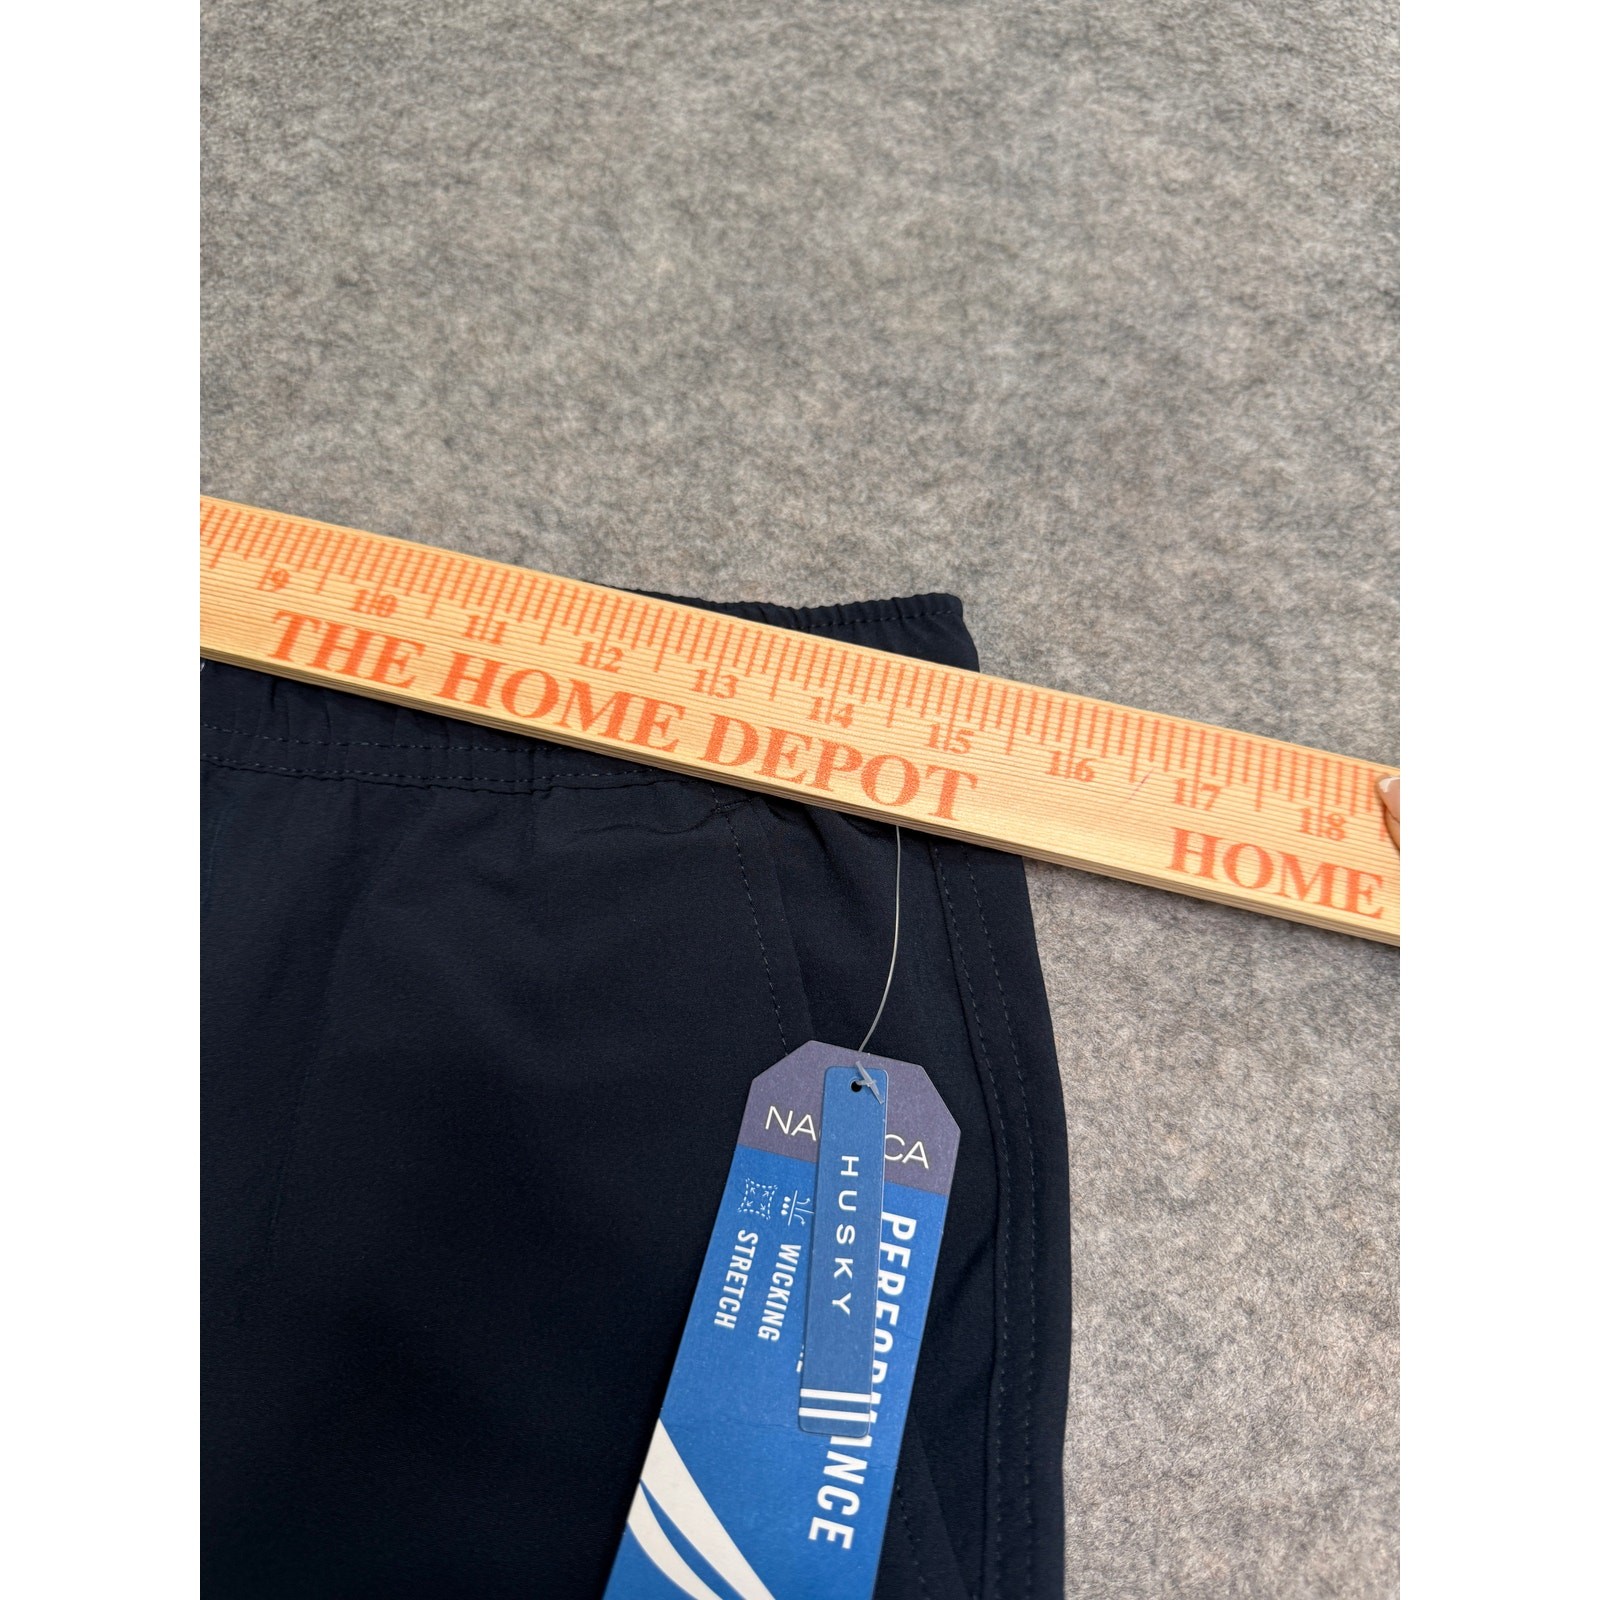 9 10 11 12 13 14 15 16 17 18
THE HOME DEPOT HOME
HUSKY
PERFORMANCE
WICKING
STRETCH